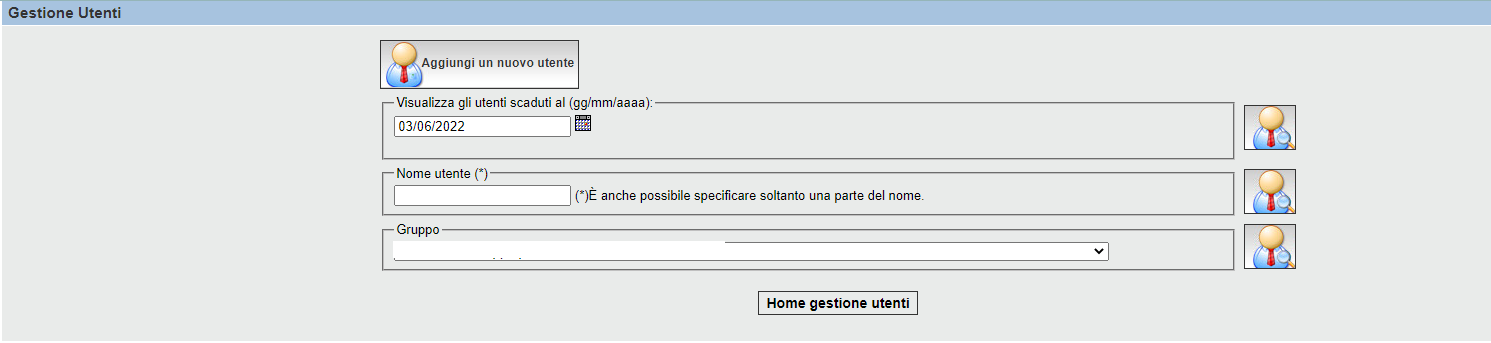 Gestione Utenti
Aggiungi un nuovo utente
Visualizza gli utenti scaduti al (gg/mm/aaaa):
03/06/2022
Nome utente (*)
(*)È anche possibile specificare soltanto una parte del nome.
Gruppo
Home gestione utenti